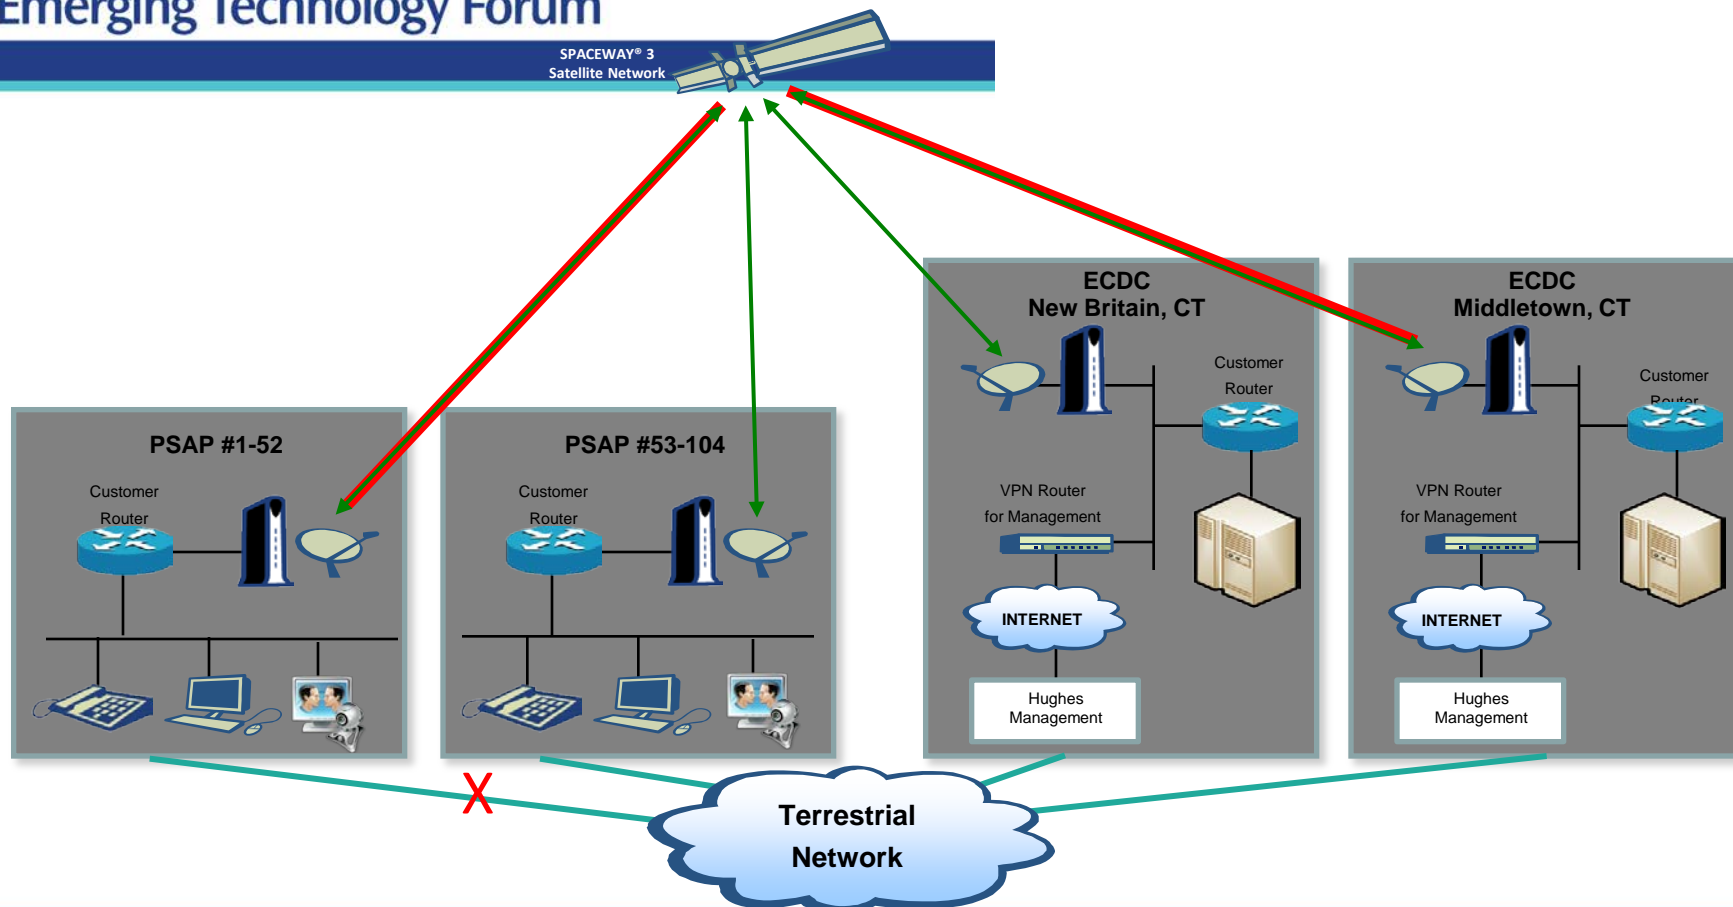 Emerging Technology Forum
SPACEWAY® 3
Satellite Network
ECDC
New Britain, CT
Customer
Router
VPN Router
for Management
INTERNET
Hughes
Management
ECDC
Middletown, CT
Customer
Router
VPN Router
for Management
INTERNET
Hughes
Management
PSAP #1-52
Customer
Router
PSAP #53-104
Customer
Router
X
Terrestrial
Network